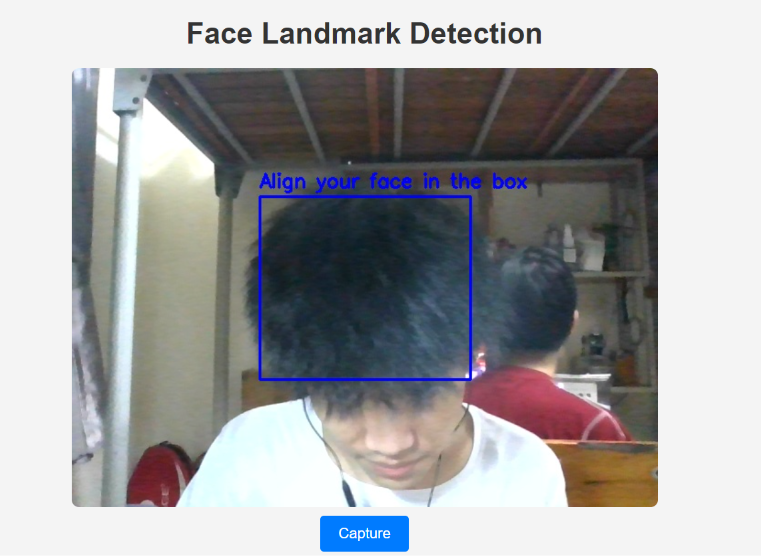 Face Landmark Detection
Align your face in the box
Capture